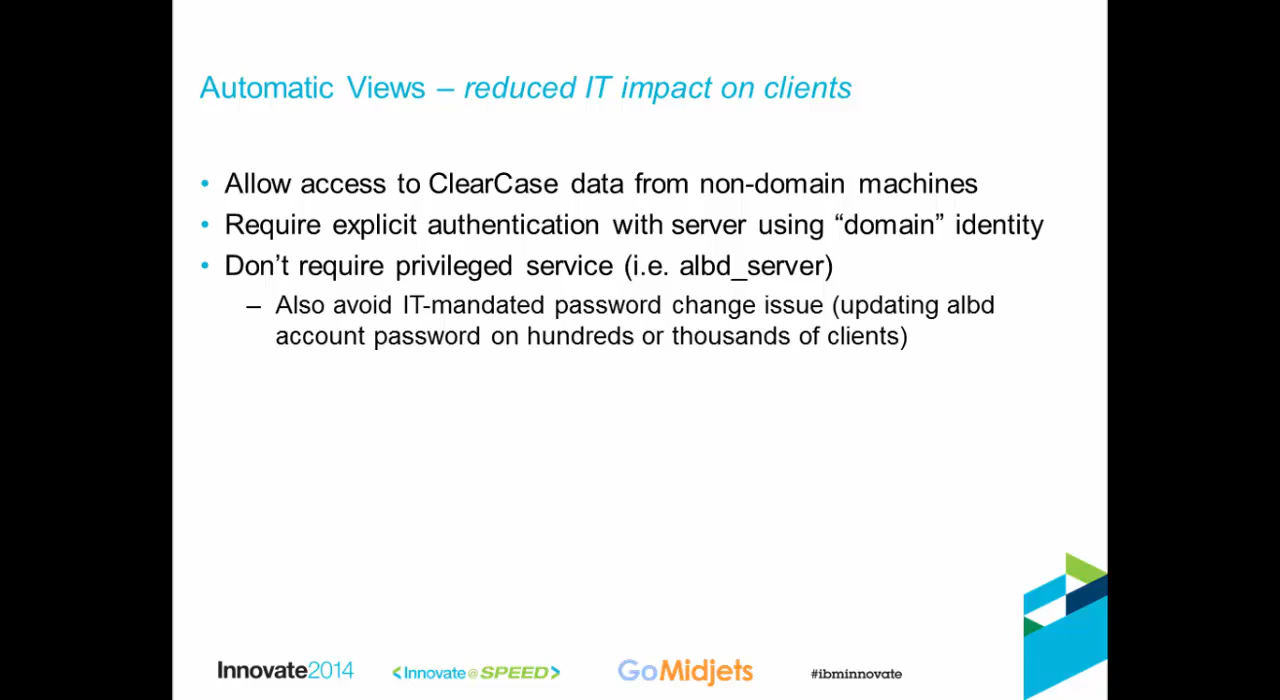 Automatic Views – reduced IT impact on clients
• Allow access to ClearCase data from non-domain machines
• Require explicit authentication with server using “domain” identity
• Don’t require privileged service (i.e. albd_server)
– Also avoid IT-mandated password change issue (updating albd
account password on hundreds or thousands of clients)
Innovate2014 <Innovate@SPEED> GoMidjets #ibminnovate